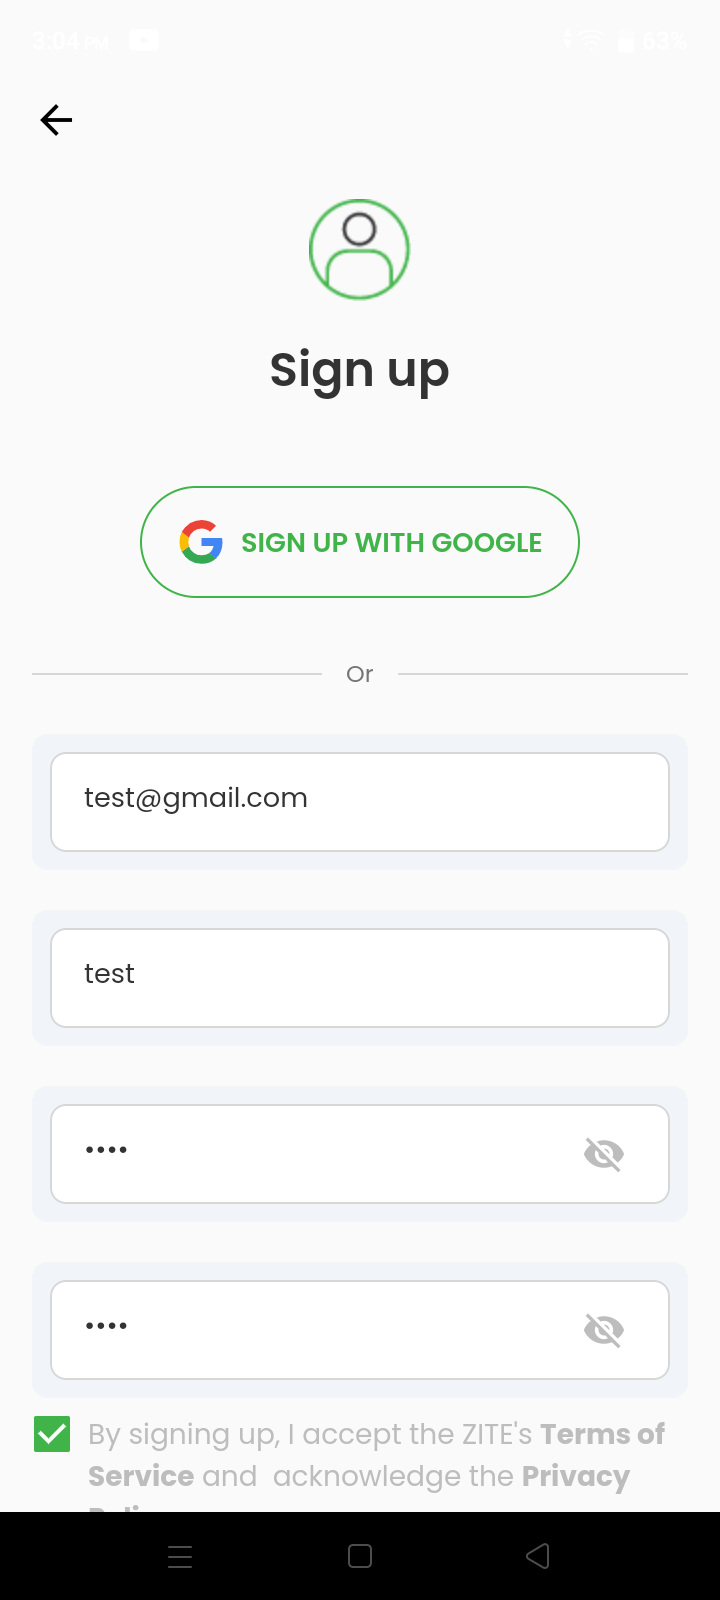 3:04 PM 63%
Sign up
SIGN UP WITH GOOGLE
Or
test@gmail.com
test
••••
••••
By signing up, I accept the ZITE's Terms of
Service and  acknowledge the Privacy